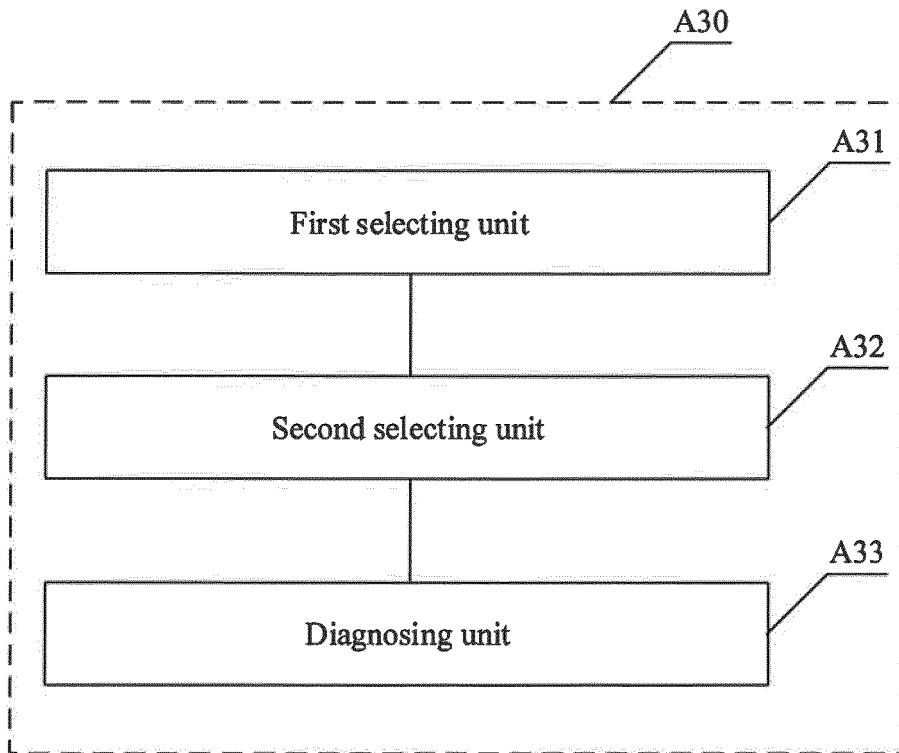 A30
A31
First selecting unit
A32
Second selecting unit
A33
Diagnosing unit